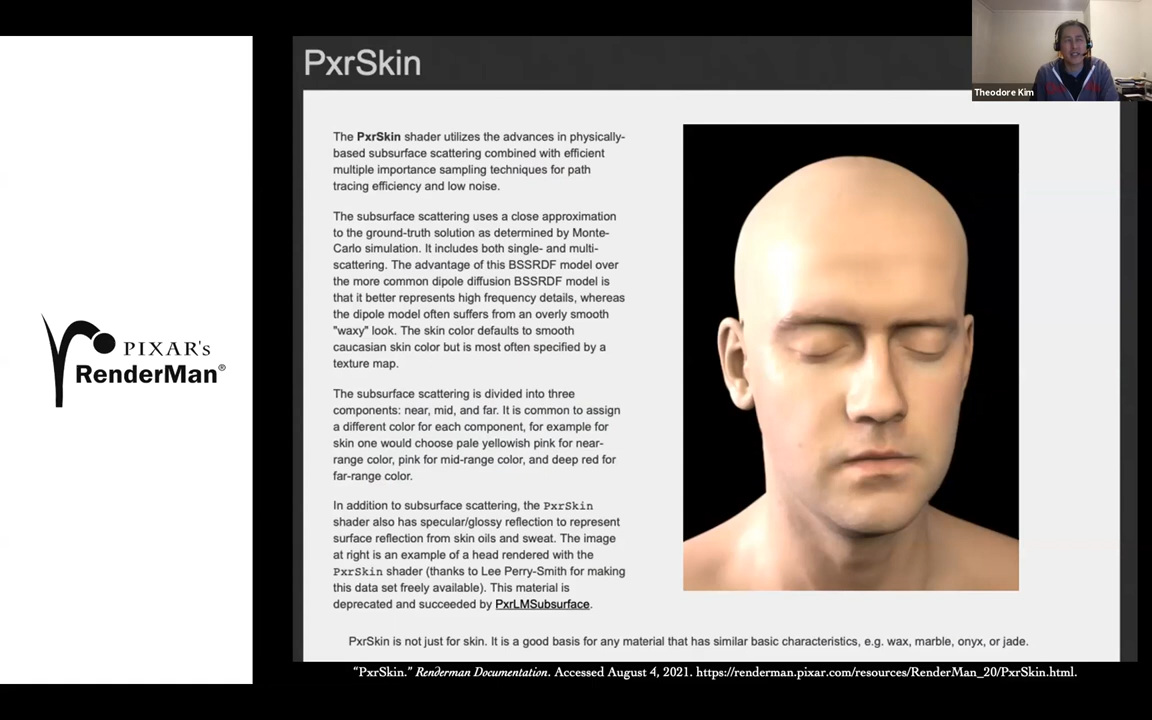 PxrSkin
Theodore Kim
The PxrSkin shader utilizes the advances in physically-
based subsurface scattering combined with efficient
multiple importance sampling techniques for path
tracing efficiency and low noise.
The subsurface scattering uses a close approximation
to the ground-truth solution as determined by Monte-
Carlo simulation. It includes both single- and multi-
scattering. The advantage of this BSSRDF model over
the more common dipole diffusion BSSRDF model is
that it better represents high frequency details, whereas
the dipole model often suffers from an overly smooth
"waxy" look. The skin color defaults to smooth
caucasian skin color but is most often specified by a
texture map.
The subsurface scattering is divided into three
components: near, mid, and far. It is common to assign
a different color for each component, for example for
skin one would choose pale yellowish pink for near-
range color, pink for mid-range color, and deep red for
far-range color.
In addition to subsurface scattering, the PxrSkin
shader also has specular/glossy reflection to represent
surface reflection from skin oils and sweat. The image
at right is an example of a head rendered with the
PxrSkin shader (thanks to Lee Perry-Smith for making
this data set freely available). This material is
deprecated and succeeded by PxrLMSubsurface.
PxrSkin is not just for skin. It is a good basis for any material that has similar basic characteristics, e.g. wax, marble, onyx, or jade.
PIXAR's
RenderMan®
“PxrSkin.” Renderman Documentation. Accessed August 4, 2021. https://renderman.pixar.com/resources/RenderMan_20/PxrSkin.html.